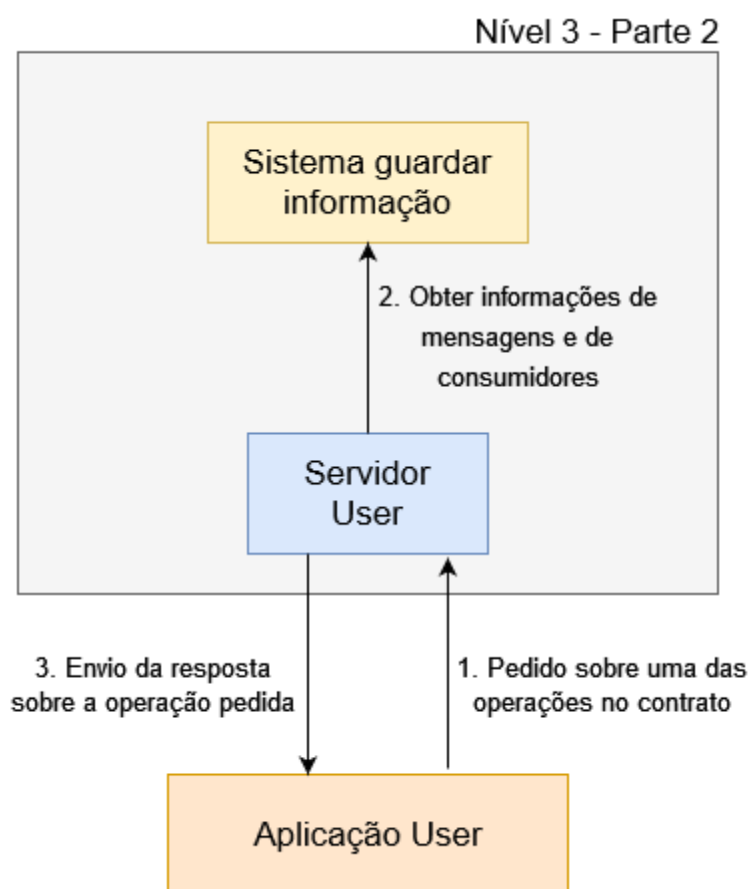 Nível 3 - Parte 2
Sistema guardar
informação
2. Obter informações de
mensagens e de
consumidores
Servidor
User
3. Envio da resposta
sobre a operação pedida
1. Pedido sobre uma das
operações no contrato
Aplicação User